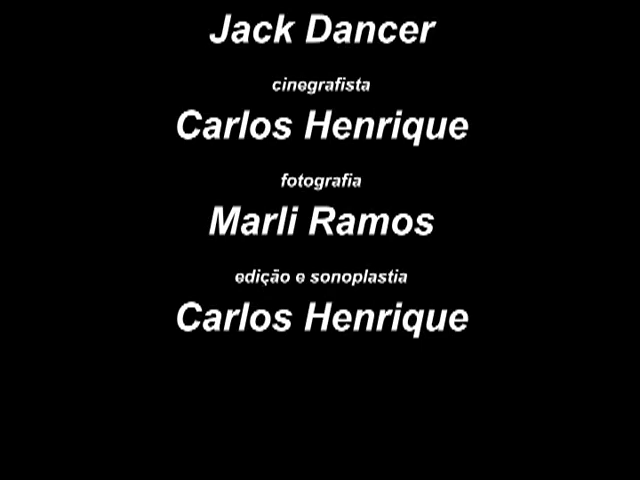 Jack Dancer
cinegrafista
Carlos Henrique
fotografia
Marli Ramos
edição e sonoplastia
Carlos Henrique